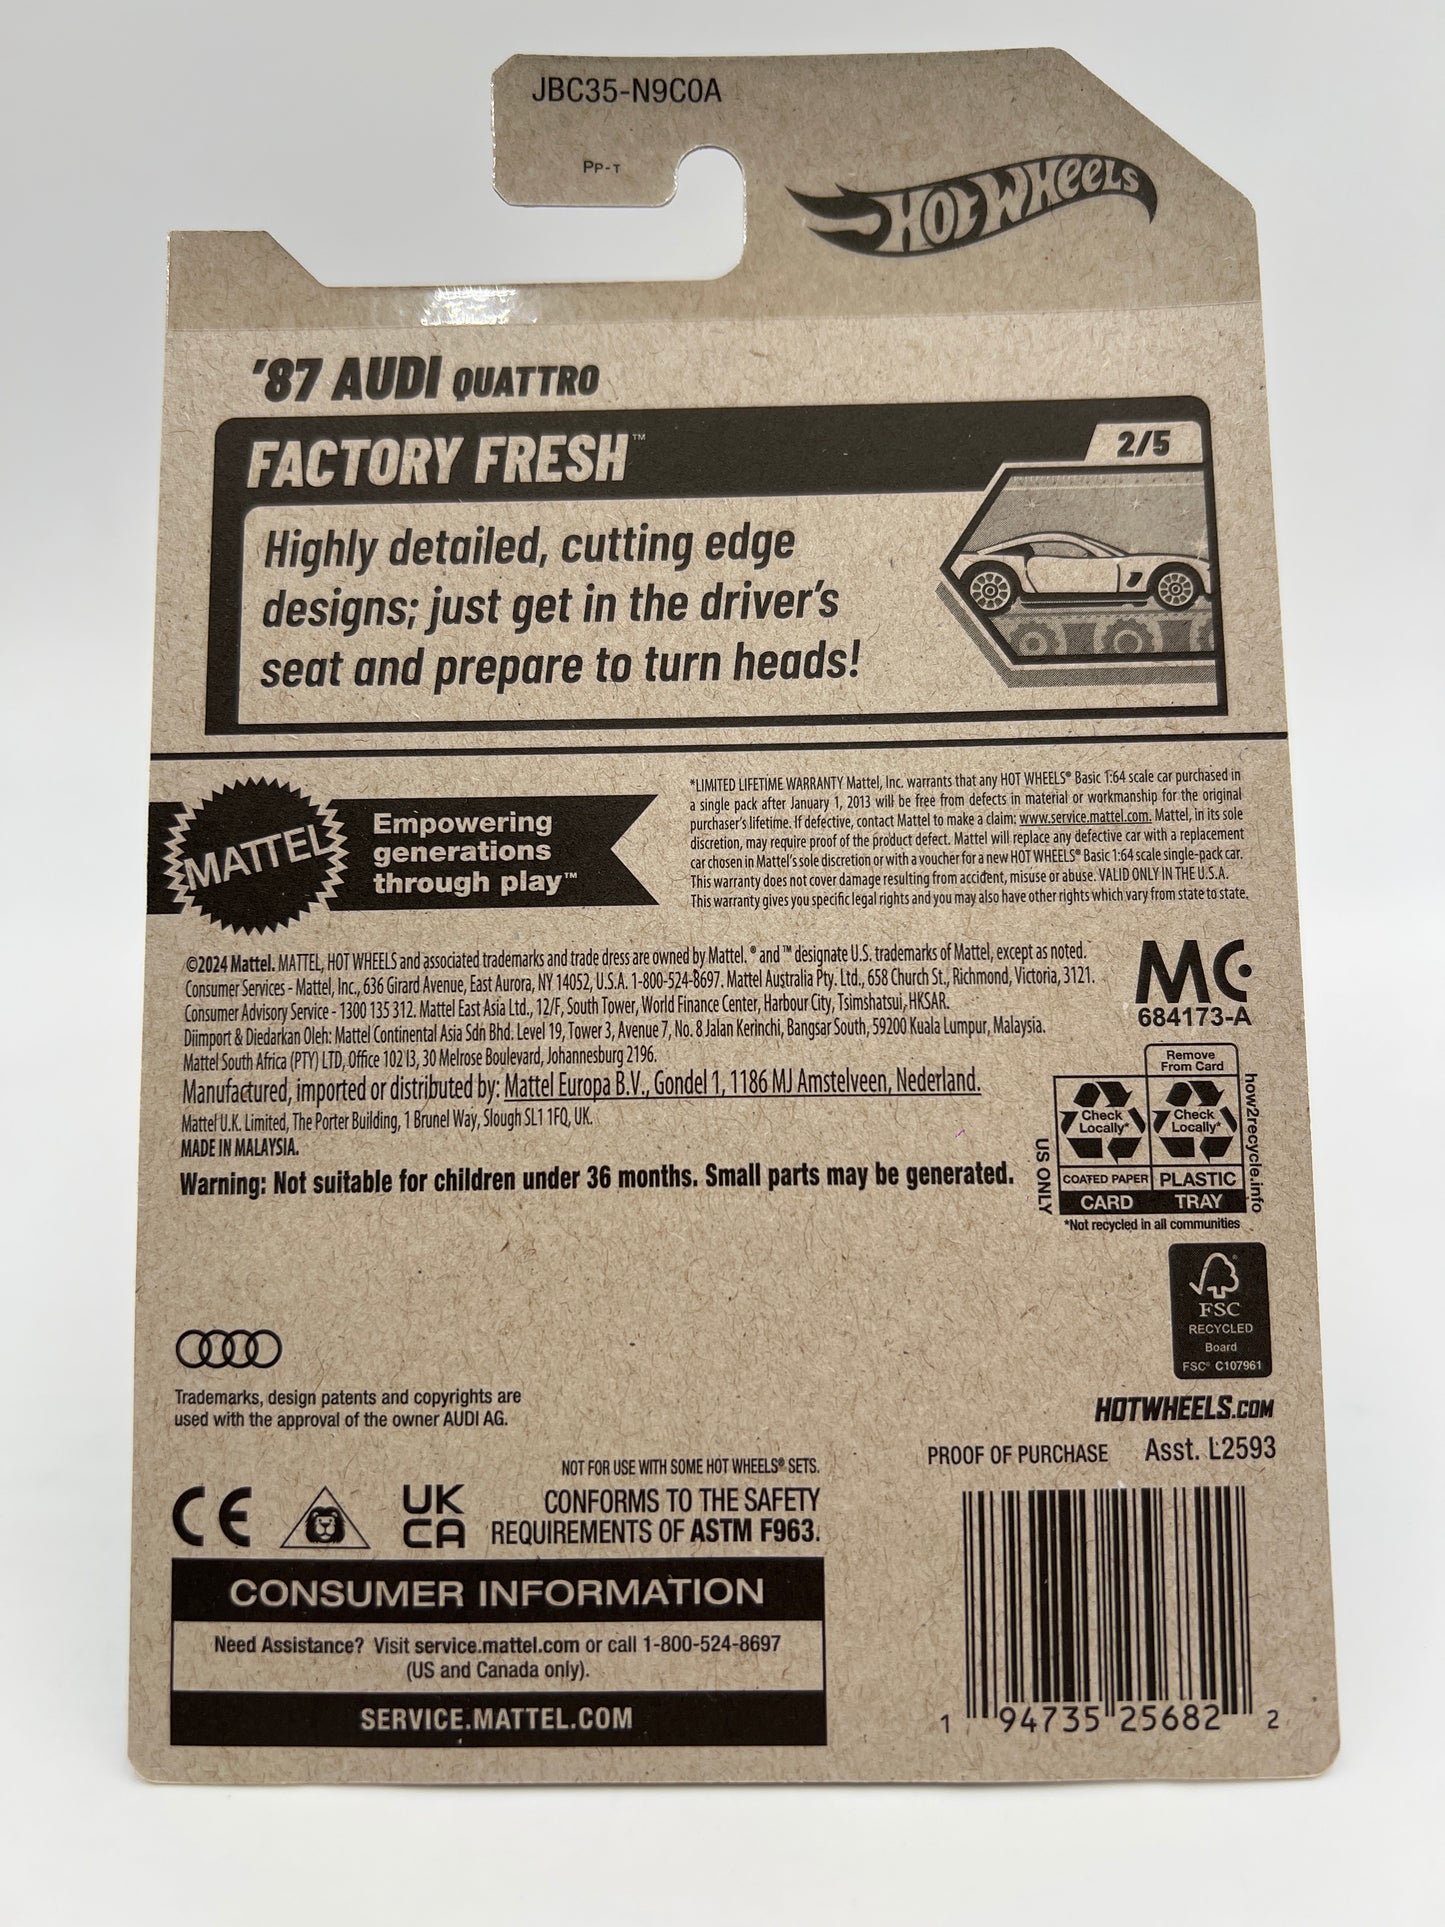 JBC35-N9C0A
PP-T
HOT WHEELS
'87 AUDI QUATTRO
FACTORY FRESH™
2/5
Highly detailed, cutting edge
designs; just get in the driver's
seat and prepare to turn heads!
MATTEL
Empowering
generations
through play™
*LIMITED LIFETIME WARRANTY Mattel, Inc. warrants that any HOT WHEELS® Basic 1:64 scale car purchased in
a single pack after January 1, 2013 will be free from defects in material or workmanship for the original
purchaser's lifetime. If defective, contact Mattel to make a claim: www.service.mattel.com. Mattel, in its sole
discretion, may require proof of the product defect. Mattel will replace any defective car with a replacement
car chosen in Mattel's sole discretion or with a voucher for a new HOT WHEELS® Basic 1:64 scale single-pack car.
This warranty does not cover damage resulting from accident, misuse or abuse. VALID ONLY IN THE U.S.A.
This warranty gives you specific legal rights and you may also have other rights which vary from state to state.
©2024 Mattel. MATTEL, HOT WHEELS and associated trademarks and trade dress are owned by Mattel. ® and ™ designate U.S. trademarks of Mattel, except as noted.
Consumer Services - Mattel, Inc., 636 Girard Avenue, East Aurora, NY 14052, U.S.A. 1-800-524-8697. Mattel Australia Pty. Ltd., 658 Church St., Richmond, Victoria, 3121.
Consumer Advisory Service - 1300 135 312. Mattel East Asia Ltd., 12/F, South Tower, World Finance Center, Harbour City, Tsimshatsui, HKSAR.
Diimport & Diedarkan Oleh: Mattel Continental Asia Sdn Bhd. Level 19, Tower 3, Avenue 7, No. 8 Jalan Kerinchi, Bangsar South, 59200 Kuala Lumpur, Malaysia.
Mattel South Africa (PTY) LTD, Office 102 I3, 30 Melrose Boulevard, Johannesburg 2196.
Manufactured, imported or distributed by: Mattel Europa B.V., Gondel 1, 1186 MJ Amstelveen, Nederland.
Mattel U.K. Limited, The Porter Building, 1 Brunel Way, Slough SL1 1FQ, UK.
MADE IN MALAYSIA.
Warning: Not suitable for children under 36 months. Small parts may be generated.
MC
684173-A
Remove
From Card
Check
Locally*
Check
Locally*
COATED PAPER
PLASTIC
CARD
TRAY
US ONLY
how2recycle.info
*Not recycled in all communities
FSC
RECYCLED
Board
FSC® C107961
Trademarks, design patents and copyrights are
used with the approval of the owner AUDI AG.
HOTWHEELS.COM
PROOF OF PURCHASE
Asst. L2593
NOT FOR USE WITH SOME HOT WHEELS® SETS.
CE
UK
CA
CONFORMS TO THE SAFETY
REQUIREMENTS OF ASTM F963.
CONSUMER INFORMATION
Need Assistance? Visit service.mattel.com or call 1-800-524-8697
(US and Canada only).
SERVICE.MATTEL.COM
1 94735 25682 2